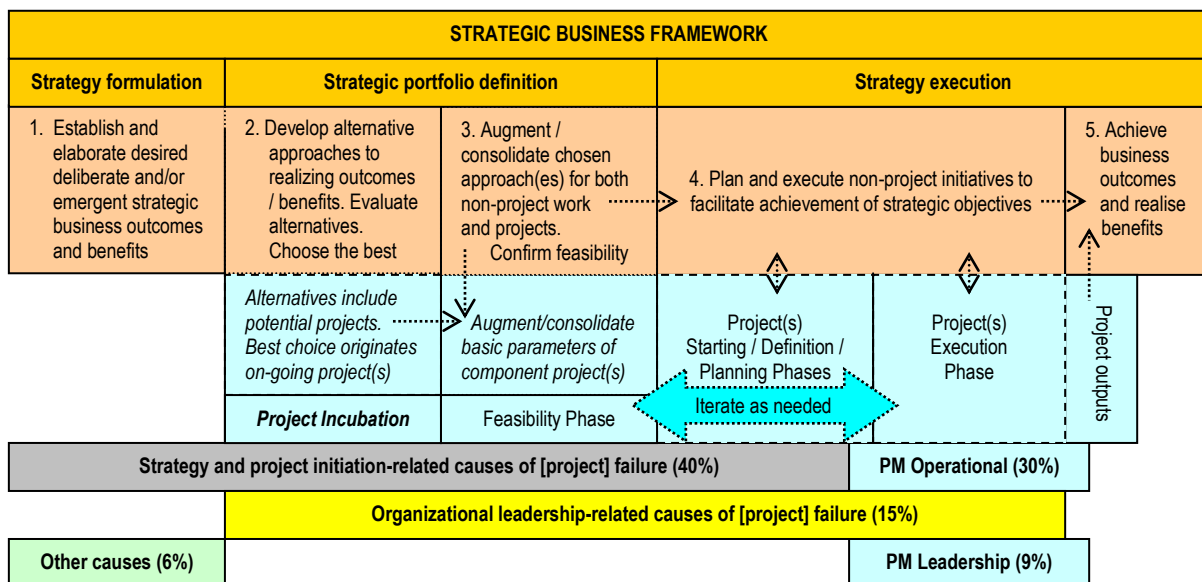 STRATEGIC BUSINESS FRAMEWORK
Strategy formulation
Strategic portfolio definition
Strategy execution
1. Establish and
elaborate desired
deliberate and/or
emergent strategic
business outcomes
and benefits
2. Develop alternative
approaches to
realizing outcomes
/ benefits. Evaluate
alternatives.
Choose the best
3. Augment /
consolidate chosen
approach(es) for both
non-project work
and projects.
Confirm feasibility
4. Plan and execute non-project initiatives to
facilitate achievement of strategic objectives
5. Achieve
business
outcomes
and realise
benefits
Alternatives include
potential projects.
Best choice originates
on-going project(s)
Augment/consolidate
basic parameters of
component project(s)
Project(s)
Starting / Definition /
Planning Phases
Project(s)
Execution
Phase
Project outputs
Iterate as needed
Project Incubation
Feasibility Phase
Strategy and project initiation-related causes of [project] failure (40%)
PM Operational (30%)
Organizational leadership-related causes of [project] failure (15%)
Other causes (6%)
PM Leadership (9%)